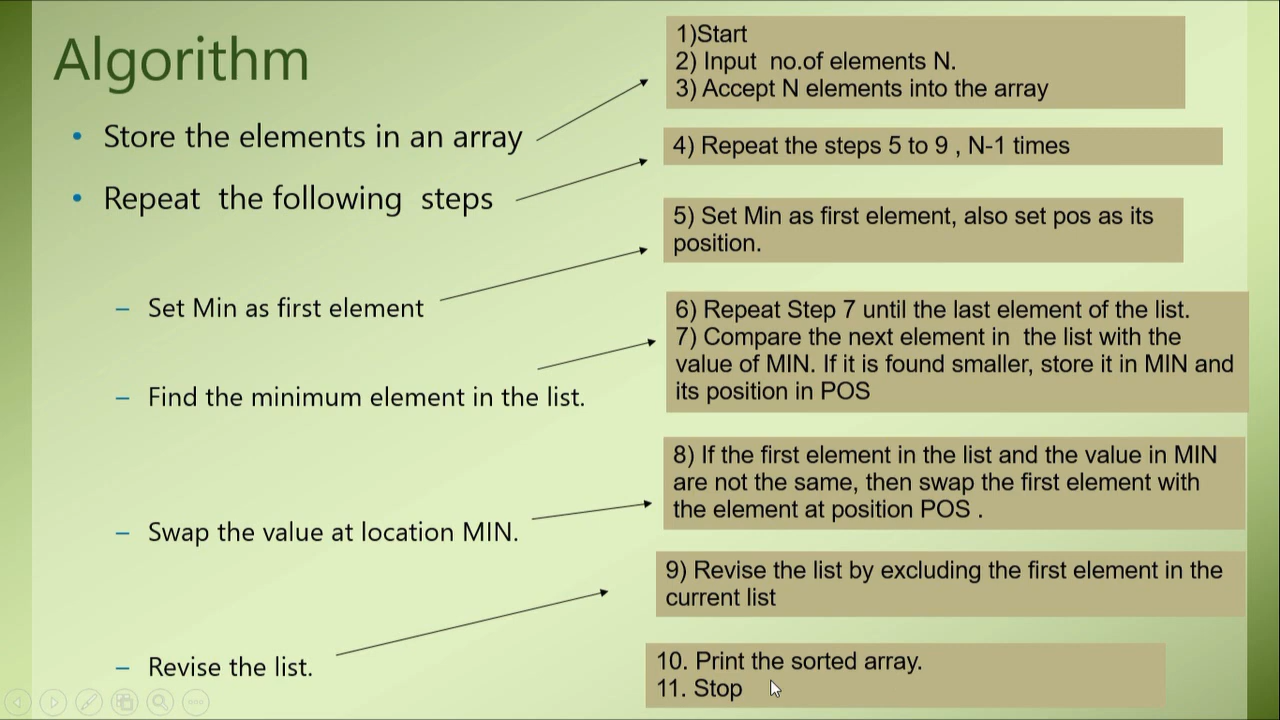 Algorithm
• Store the elements in an array
• Repeat the following steps
– Set Min as first element
– Find the minimum element in the list.
– Swap the value at location MIN.
– Revise the list.
1)Start
2) Input no.of elements N.
3) Accept N elements into the array
4) Repeat the steps 5 to 9 , N-1 times
5) Set Min as first element, also set pos as its
position.
6) Repeat Step 7 until the last element of the list.
7) Compare the next element in the list with the
value of MIN. If it is found smaller, store it in MIN and
its position in POS
8) If the first element in the list and the value in MIN
are not the same, then swap the first element with
the element at position POS .
9) Revise the list by excluding the first element in the
current list
10. Print the sorted array.
11. Stop